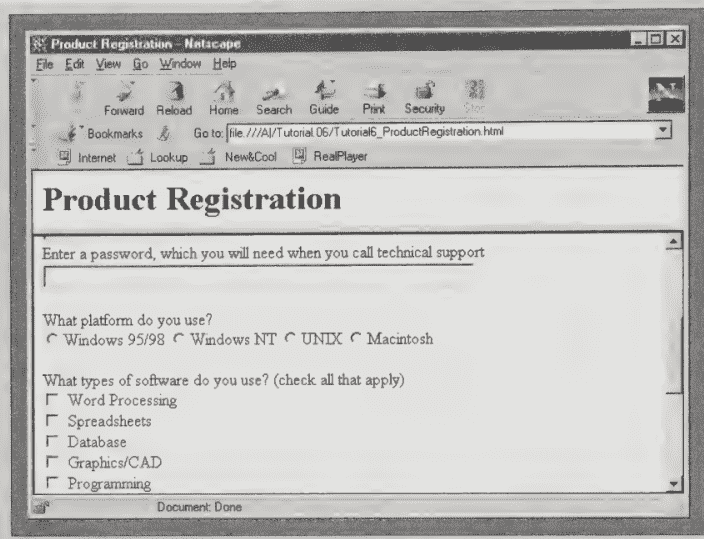 Product Registration - Netscape
File Edit View Go Window Help
Forward Reload Home Search Guide Print Security Stop
Bookmarks Go to: file:///A|/Tutorial.06/Tutorial6_ProductRegistration.html
Internet Lookup New&Cool RealPlayer
Product Registration
Enter a password, which you will need when you call technical support
What platform do you use?
Windows 95/98 Windows NT UNIX Macintosh
What types of software do you use? (check all that apply)
Word Processing
Spreadsheets
Database
Graphics/CAD
Programming
Document: Done